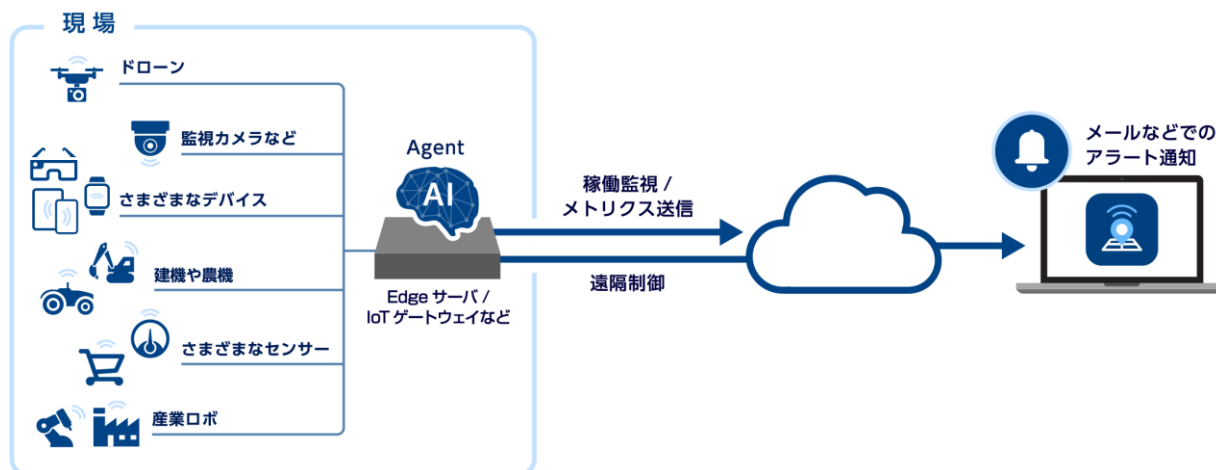 現場
ドローン
監視カメラなど
さまざまなデバイス
建機や農機
さまざまなセンサー
産業ロボ
Agent
AI
Edge サーバ /
IoT ゲートウェイなど
稼働監視 /
メトリクス送信
遠隔制御
メールなどでの
アラート通知